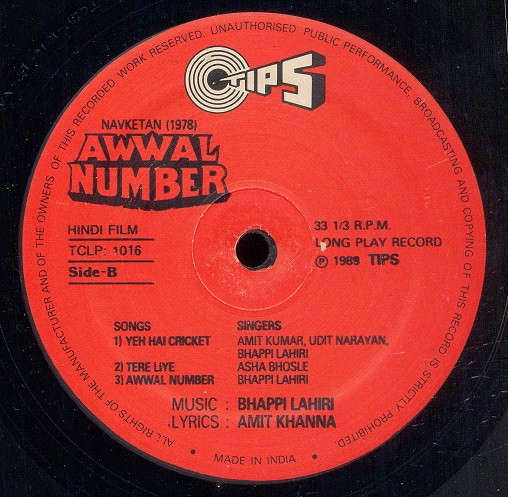 ALL RIGHTS OF THE MANUFACTURER AND OF THE OWNERS OF THIS RECORDED WORK RESERVED. UNAUTHORISED PUBLIC PERFORMANCE, BROADCASTING AND COPYING OF THIS RECORD IS STRICTLY PROHIBITED
TIPS
NAVKETAN (1978)
AWWAL
NUMBER
HINDI FILM
TCLP: 1016
Side-B
33 1/3 R.P.M.
LONG PLAY RECORD
℗ 1989 TIPS
SONGS SINGERS
1) YEH HAI CRICKET AMIT KUMAR, UDIT NARAYAN,
BHAPPI LAHIRI
2) TERE LIYE ASHA BHOSLE
3) AWWAL NUMBER BHAPPI LAHIRI
MUSIC : BHAPPI LAHIRI
LYRICS : AMIT KHANNA
• MADE IN INDIA •